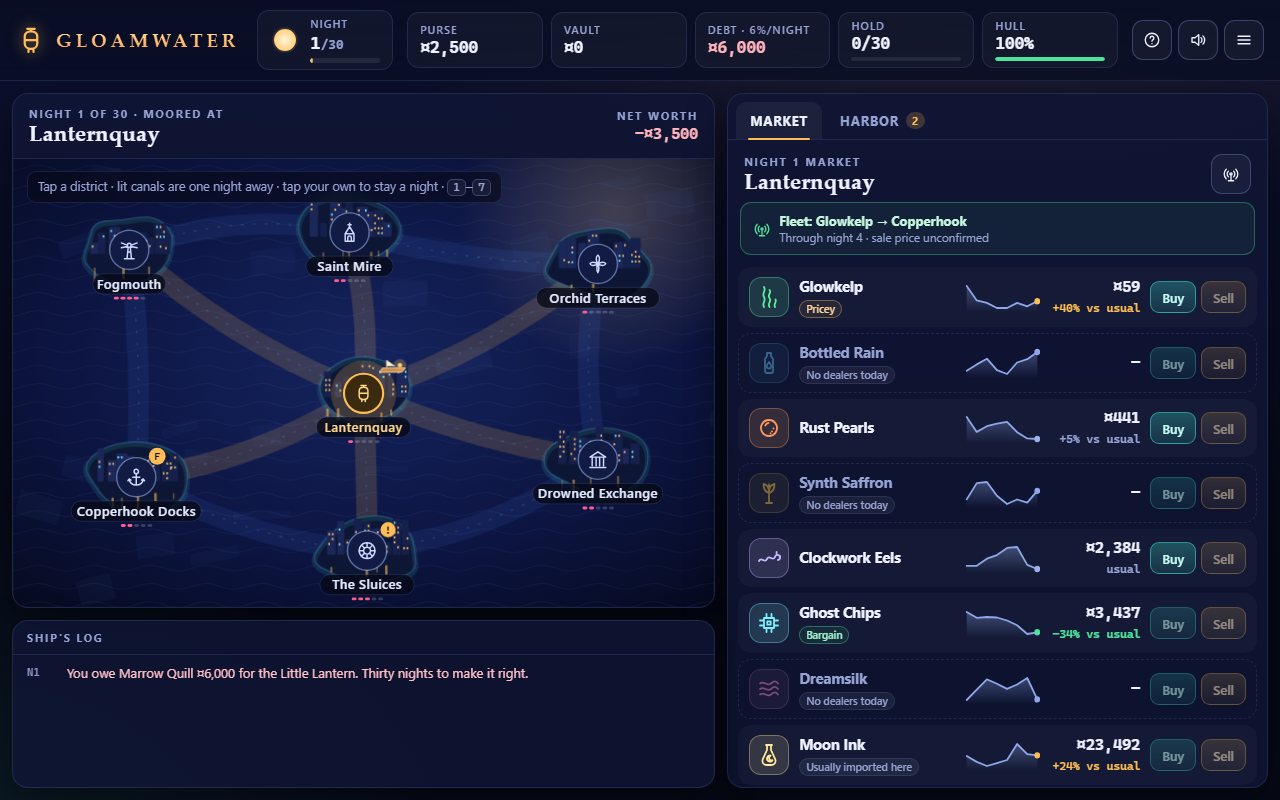 GLOAMWATER
NIGHT
1/30
PURSE
¤2,500
VAULT
¤0
DEBT · 6%/NIGHT
¤6,000
HOLD
0/30
HULL
100%
NIGHT 1 OF 30 · MOORED AT
Lanternquay
NET WORTH
−¤3,500
Tap a district · lit canals are one night away · tap your own to stay a night · 1–7
Fogmouth
Saint Mire
Orchid Terraces
Lanternquay
F
Copperhook Docks
Drowned Exchange
!
The Sluices
SHIP'S LOG
N1 You owe Marrow Quill ¤6,000 for the Little Lantern. Thirty nights to make it right.
MARKET
HARBOR 2
NIGHT 1 MARKET
Lanternquay
Fleet: Glowkelp → Copperhook
Through night 4 · sale price unconfirmed
Glowkelp
Pricey
¤59
+40% vs usual
Buy
Sell
Bottled Rain
No dealers today
—
Buy
Sell
Rust Pearls
¤441
+5% vs usual
Buy
Sell
Synth Saffron
No dealers today
—
Buy
Sell
Clockwork Eels
¤2,384
usual
Buy
Sell
Ghost Chips
Bargain
¤3,437
−34% vs usual
Buy
Sell
Dreamsilk
No dealers today
—
Buy
Sell
Moon Ink
Usually imported here
¤23,492
+24% vs usual
Buy
Sell